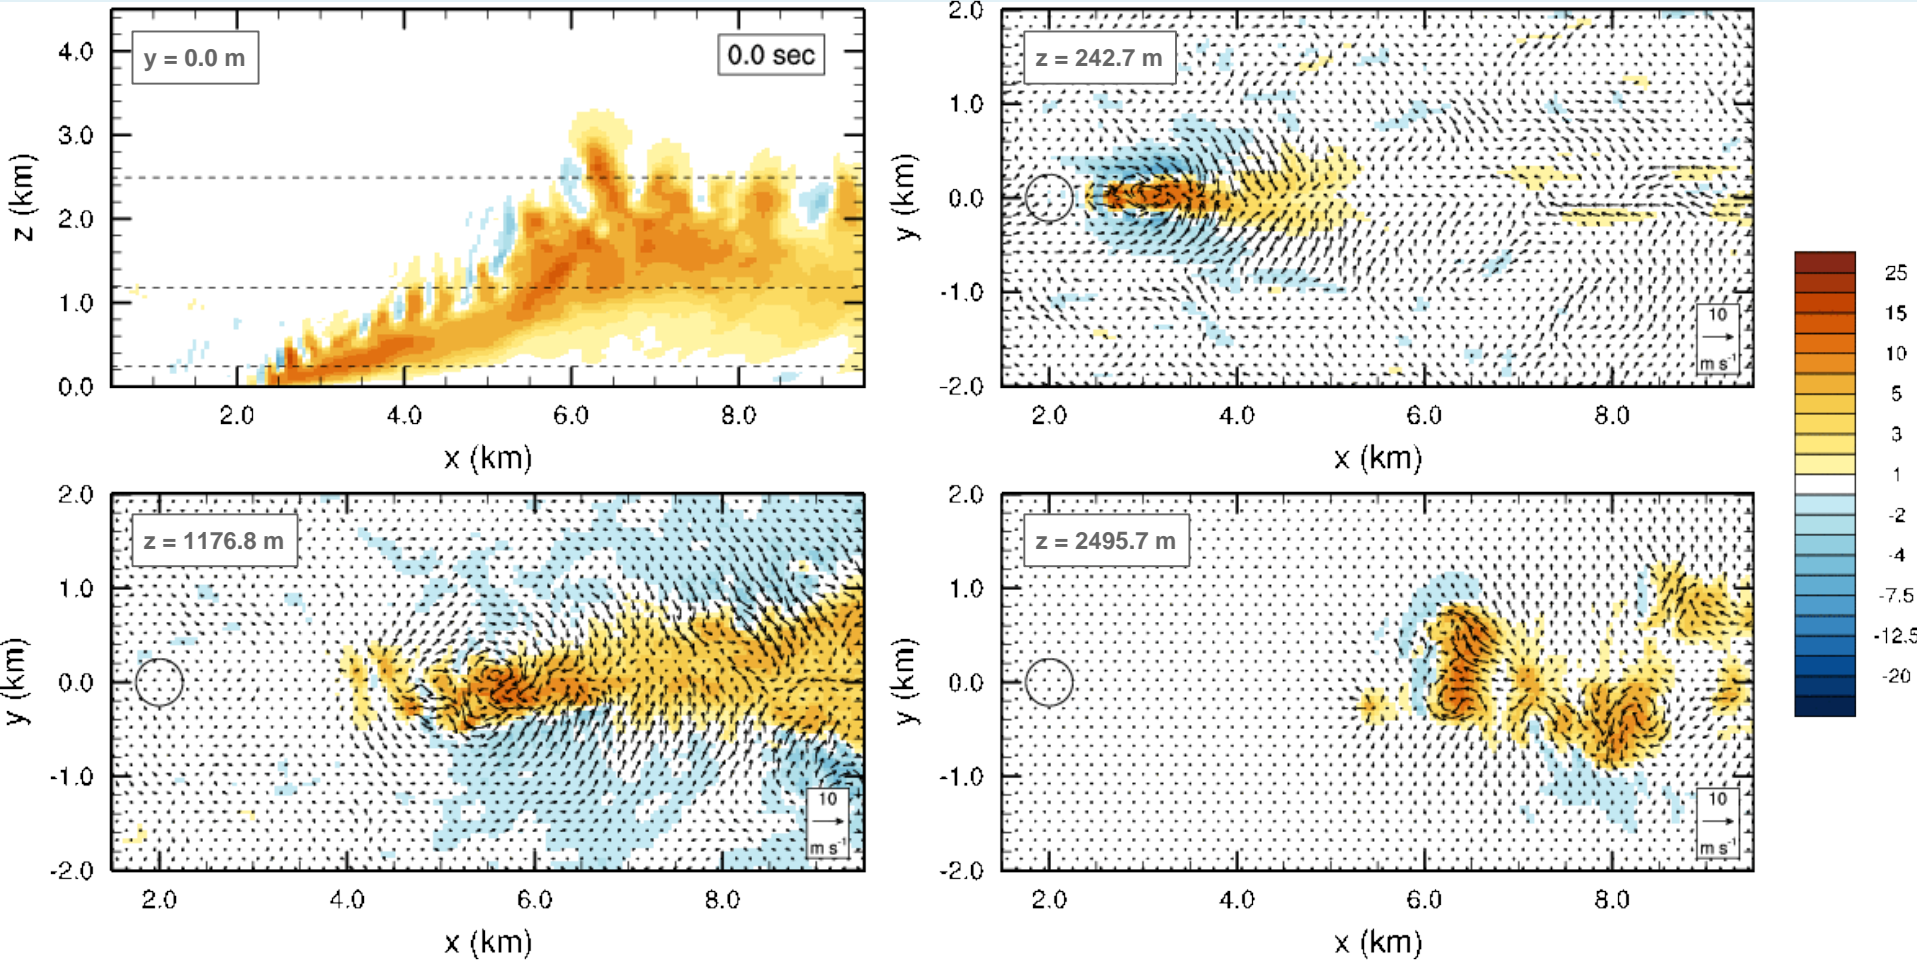 y = 0.0 m
0.0 sec
4.0
3.0
2.0
1.0
0.0
z (km)
2.0 4.0 6.0 8.0
x (km)
z = 242.7 m
2.0
1.0
0.0
-1.0
-2.0
y (km)
10
m s⁻¹
2.0 4.0 6.0 8.0
x (km)
z = 1176.8 m
2.0
1.0
0.0
-1.0
-2.0
y (km)
10
m s⁻¹
2.0 4.0 6.0 8.0
x (km)
z = 2495.7 m
2.0
1.0
0.0
-1.0
-2.0
y (km)
10
m s⁻¹
2.0 4.0 6.0 8.0
x (km)
25
15
10
5
3
1
-2
-4
-7.5
-12.5
-20